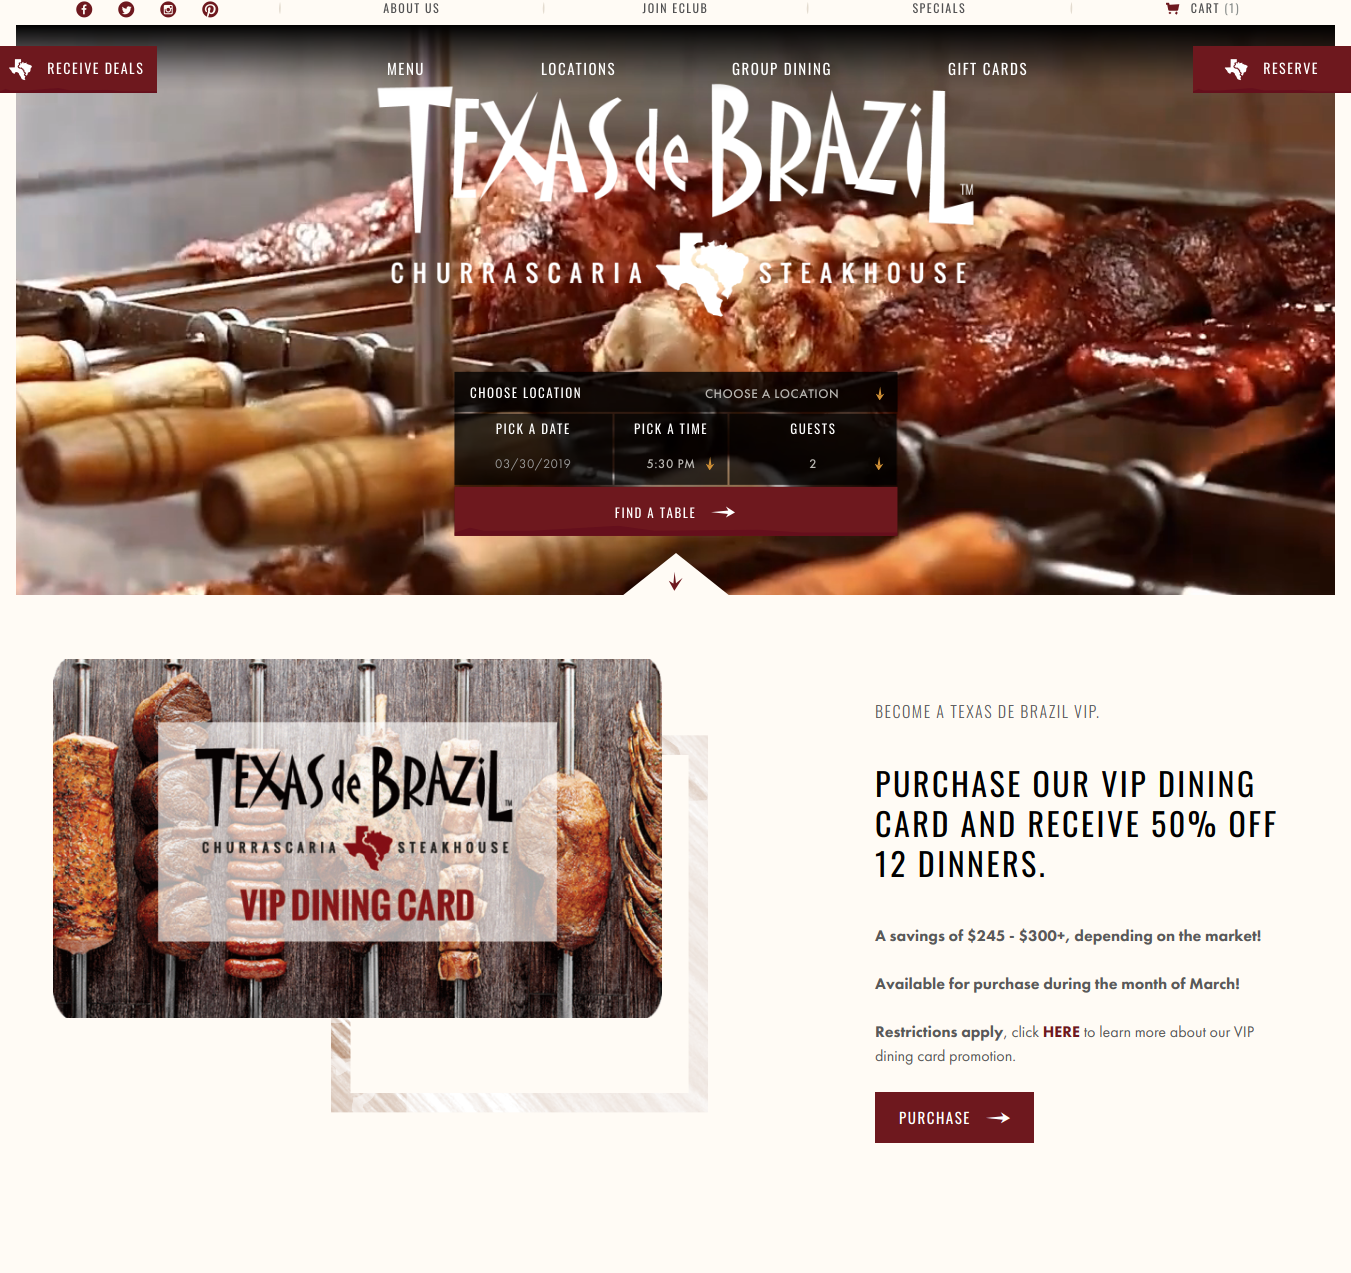 ABOUT US
JOIN ECLUB
SPECIALS
CART (1)
RECEIVE DEALS
MENU
LOCATIONS
GROUP DINING
GIFT CARDS
RESERVE
TEXAS de BRAZIL TM
CHURRASCARIA STEAKHOUSE
CHOOSE LOCATION
CHOOSE A LOCATION
PICK A DATE
PICK A TIME
GUESTS
03/30/2019
5:30 PM
2
FIND A TABLE
TEXAS de BRAZIL TM
CHURRASCARIA STEAKHOUSE
VIP DINING CARD
BECOME A TEXAS DE BRAZIL VIP.
PURCHASE OUR VIP DINING
CARD AND RECEIVE 50% OFF
12 DINNERS.
A savings of $245 - $300+, depending on the market!
Available for purchase during the month of March!
Restrictions apply, click HERE to learn more about our VIP
dining card promotion.
PURCHASE